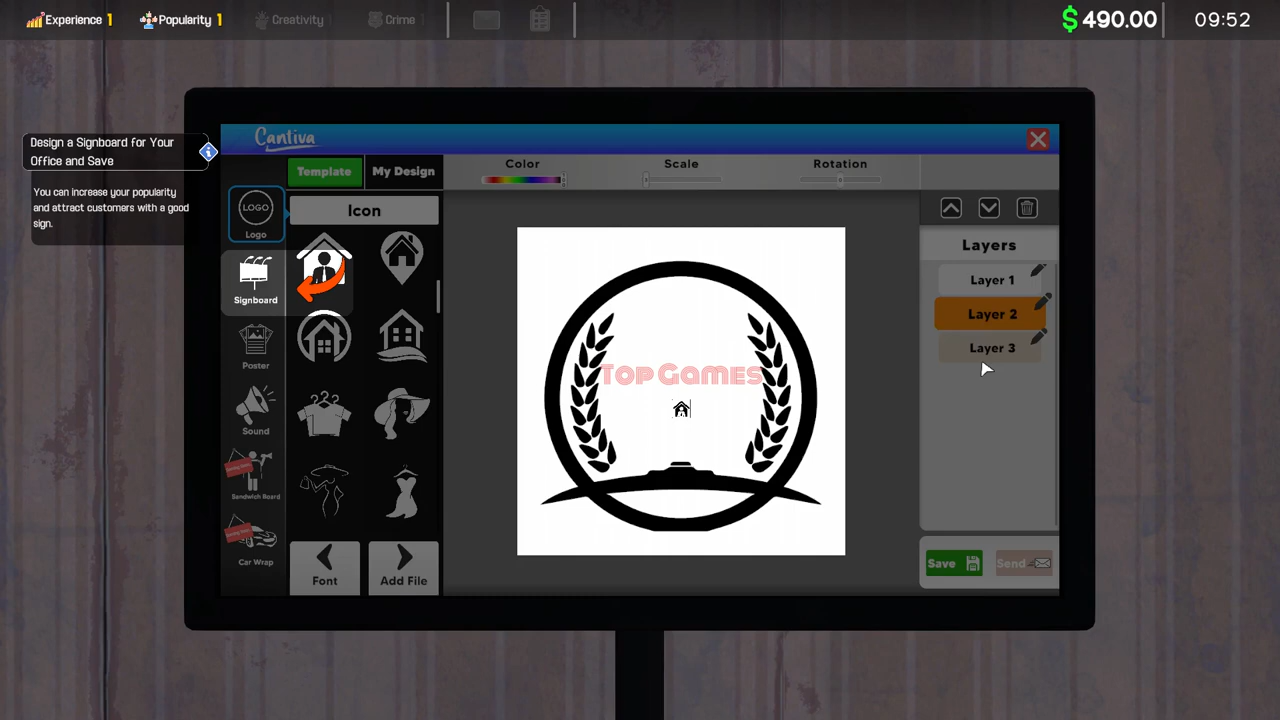 Experience 1
Popularity 1
Creativity
Crime
$ 490.00
09:52
Design a Signboard for Your
Office and Save
You can increase your popularity
and attract customers with a good
sign.
Cantiva
Template
My Design
Color
Scale
Rotation
LOGO
Logo
Icon
Signboard
Poster
Sound
Sandwich Board
Car Wrap
Font
Add File
Top Games
Layers
Layer 1
Layer 2
Layer 3
Save
Send